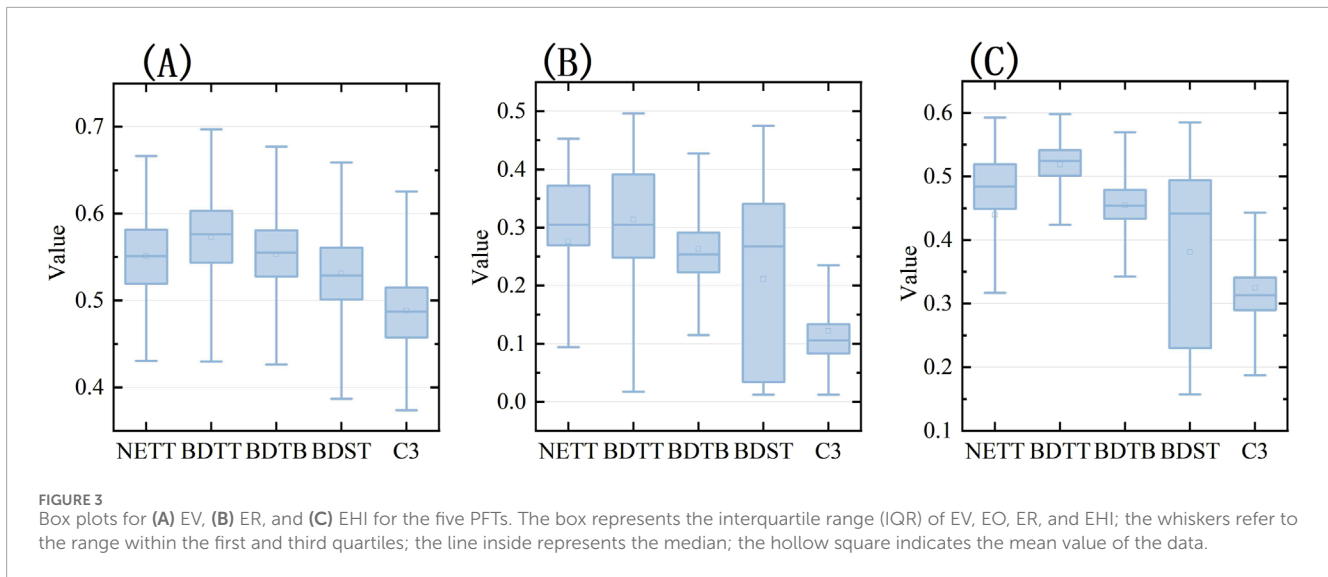 (A)
(B)
(C)
Value
0.7
0.6
0.5
0.4
NETT BDTT BDTB BDST C3
Value
0.5
0.4
0.3
0.2
0.1
0.0
NETT BDTT BDTB BDST C3
Value
0.6
0.5
0.4
0.3
0.2
0.1
NETT BDTT BDTB BDST C3
FIGURE 3
Box plots for (A) EV, (B) ER, and (C) EHI for the five PFTs. The box represents the interquartile range (IQR) of EV, EO, ER, and EHI; the whiskers refer to
the range within the first and third quartiles; the line inside represents the median; the hollow square indicates the mean value of the data.